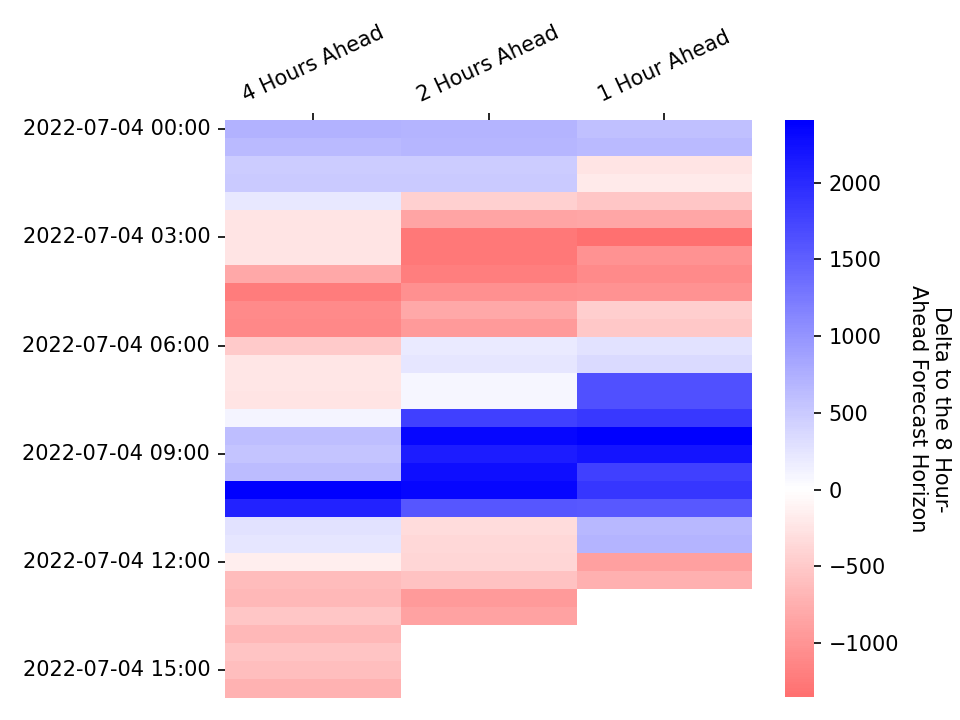 4 Hours Ahead
2 Hours Ahead
1 Hour Ahead
2022-07-04 00:00
2022-07-04 03:00
2022-07-04 06:00
2022-07-04 09:00
2022-07-04 12:00
2022-07-04 15:00
2000
1500
1000
500
0
−500
−1000
Delta to the 8 Hour-
Ahead Forecast Horizon